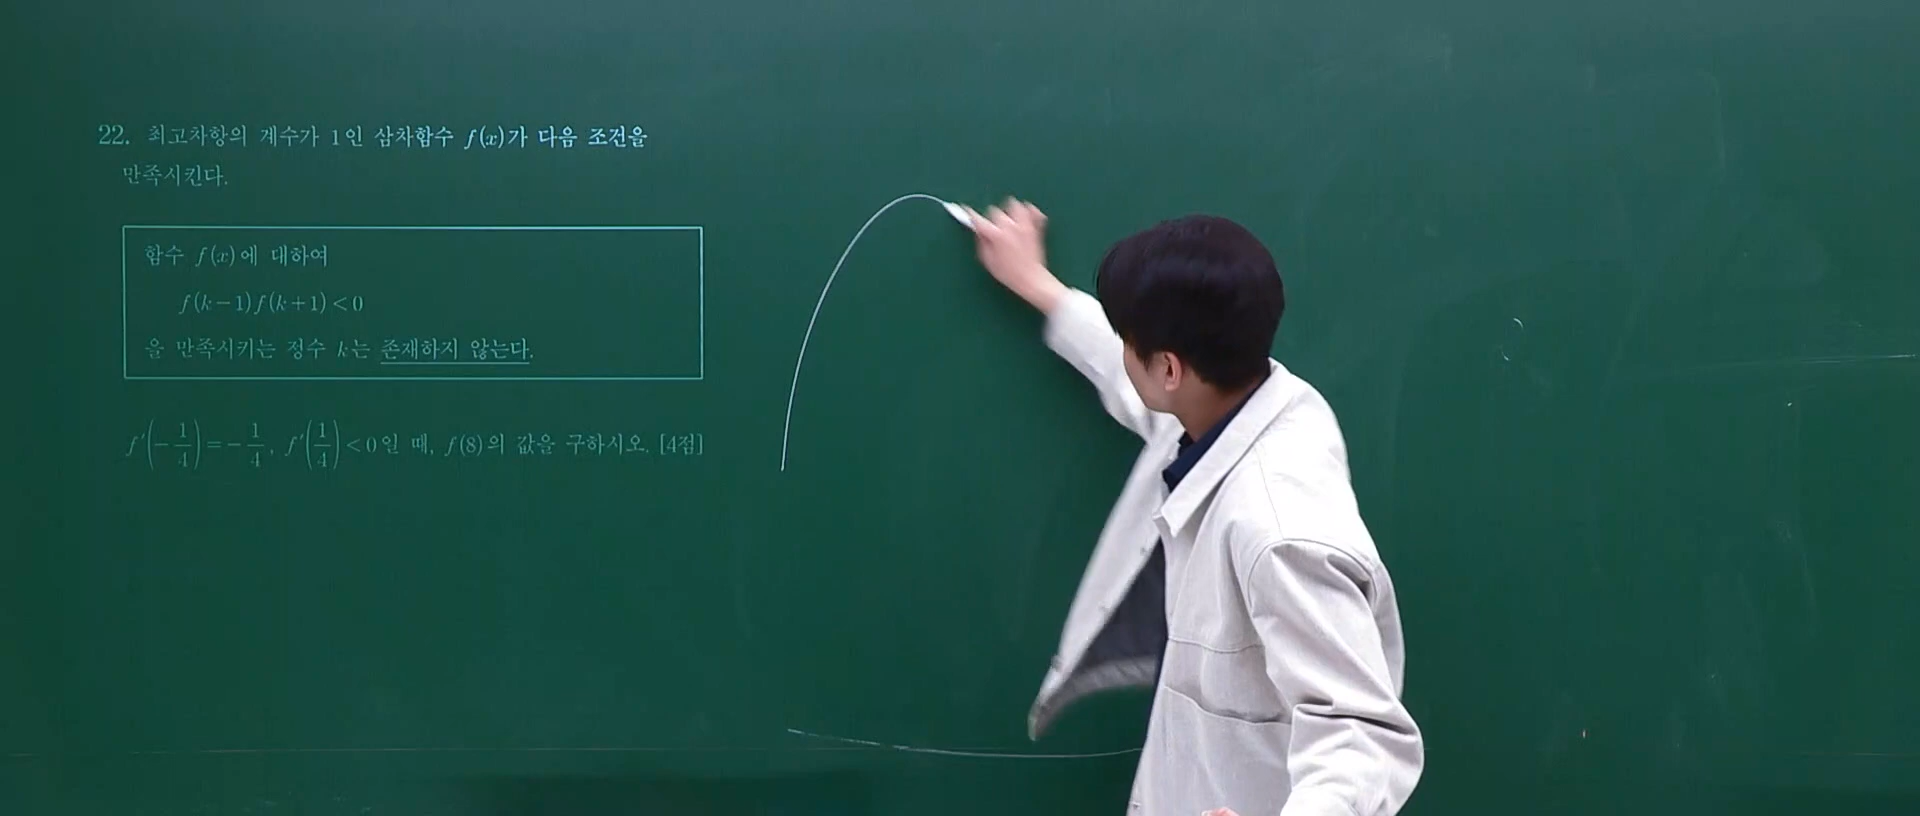 22. 최고차항의 계수가 1인 삼차함수 f(x)가 다음 조건을
만족시킨다.
함수 f(x)에 대하여
f(k-1)f(k+1)<0
을 만족시키는 정수 k는 존재하지 않는다.
f'(-1/4)=-1/4, f'(1/4)<0일 때, f(8)의 값을 구하시오. [4점]